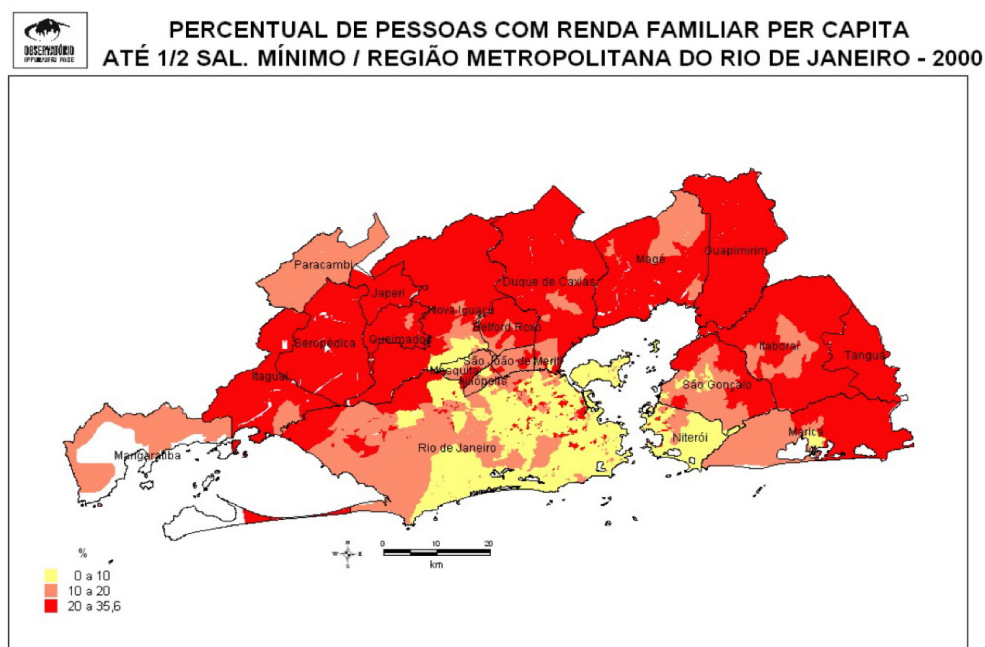 OBSERVATÓRIO
IPPUR/UFRJ FASE
PERCENTUAL DE PESSOAS COM RENDA FAMILIAR PER CAPITA
ATÉ 1/2 SAL. MÍNIMO / REGIÃO METROPOLITANA DO RIO DE JANEIRO - 2000
Guapimirim
Magé
Paracambi
Duque de Caxias
Japeri
Nova Iguaçu
Belford Roxo
Queimados
Seropédica
Itaboraí
Tanguá
São João de Meriti
Mesquita
Itaguaí
Nilópolis
São Gonçalo
Maricá
Niterói
Rio de Janeiro
Mangaratiba
N
W E
S
0 10 20
km
%
0 a 10
10 a 20
20 a 35,6